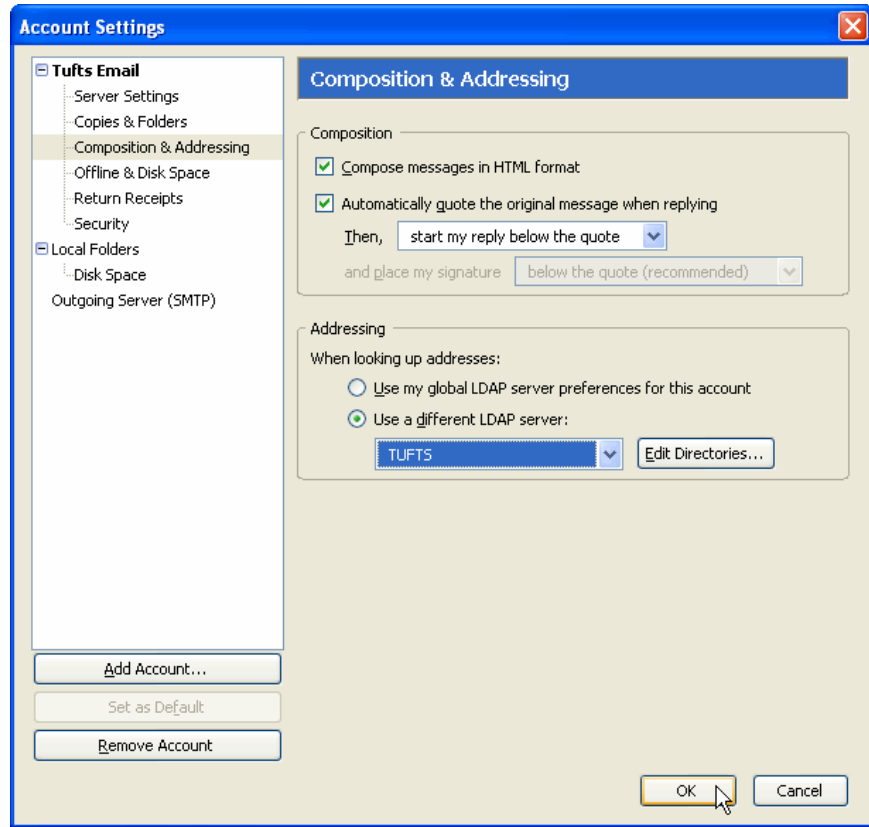 Account Settings
Tufts Email
Server Settings
Copies & Folders
Composition & Addressing
Offline & Disk Space
Return Receipts
Security
Local Folders
Disk Space
Outgoing Server (SMTP)
Add Account...
Set as Default
Remove Account
Composition & Addressing
Composition
Compose messages in HTML format
Automatically quote the original message when replying
Then, start my reply below the quote
and place my signature below the quote (recommended)
Addressing
When looking up addresses:
Use my global LDAP server preferences for this account
Use a different LDAP server:
TUFTS Edit Directories...
OK Cancel